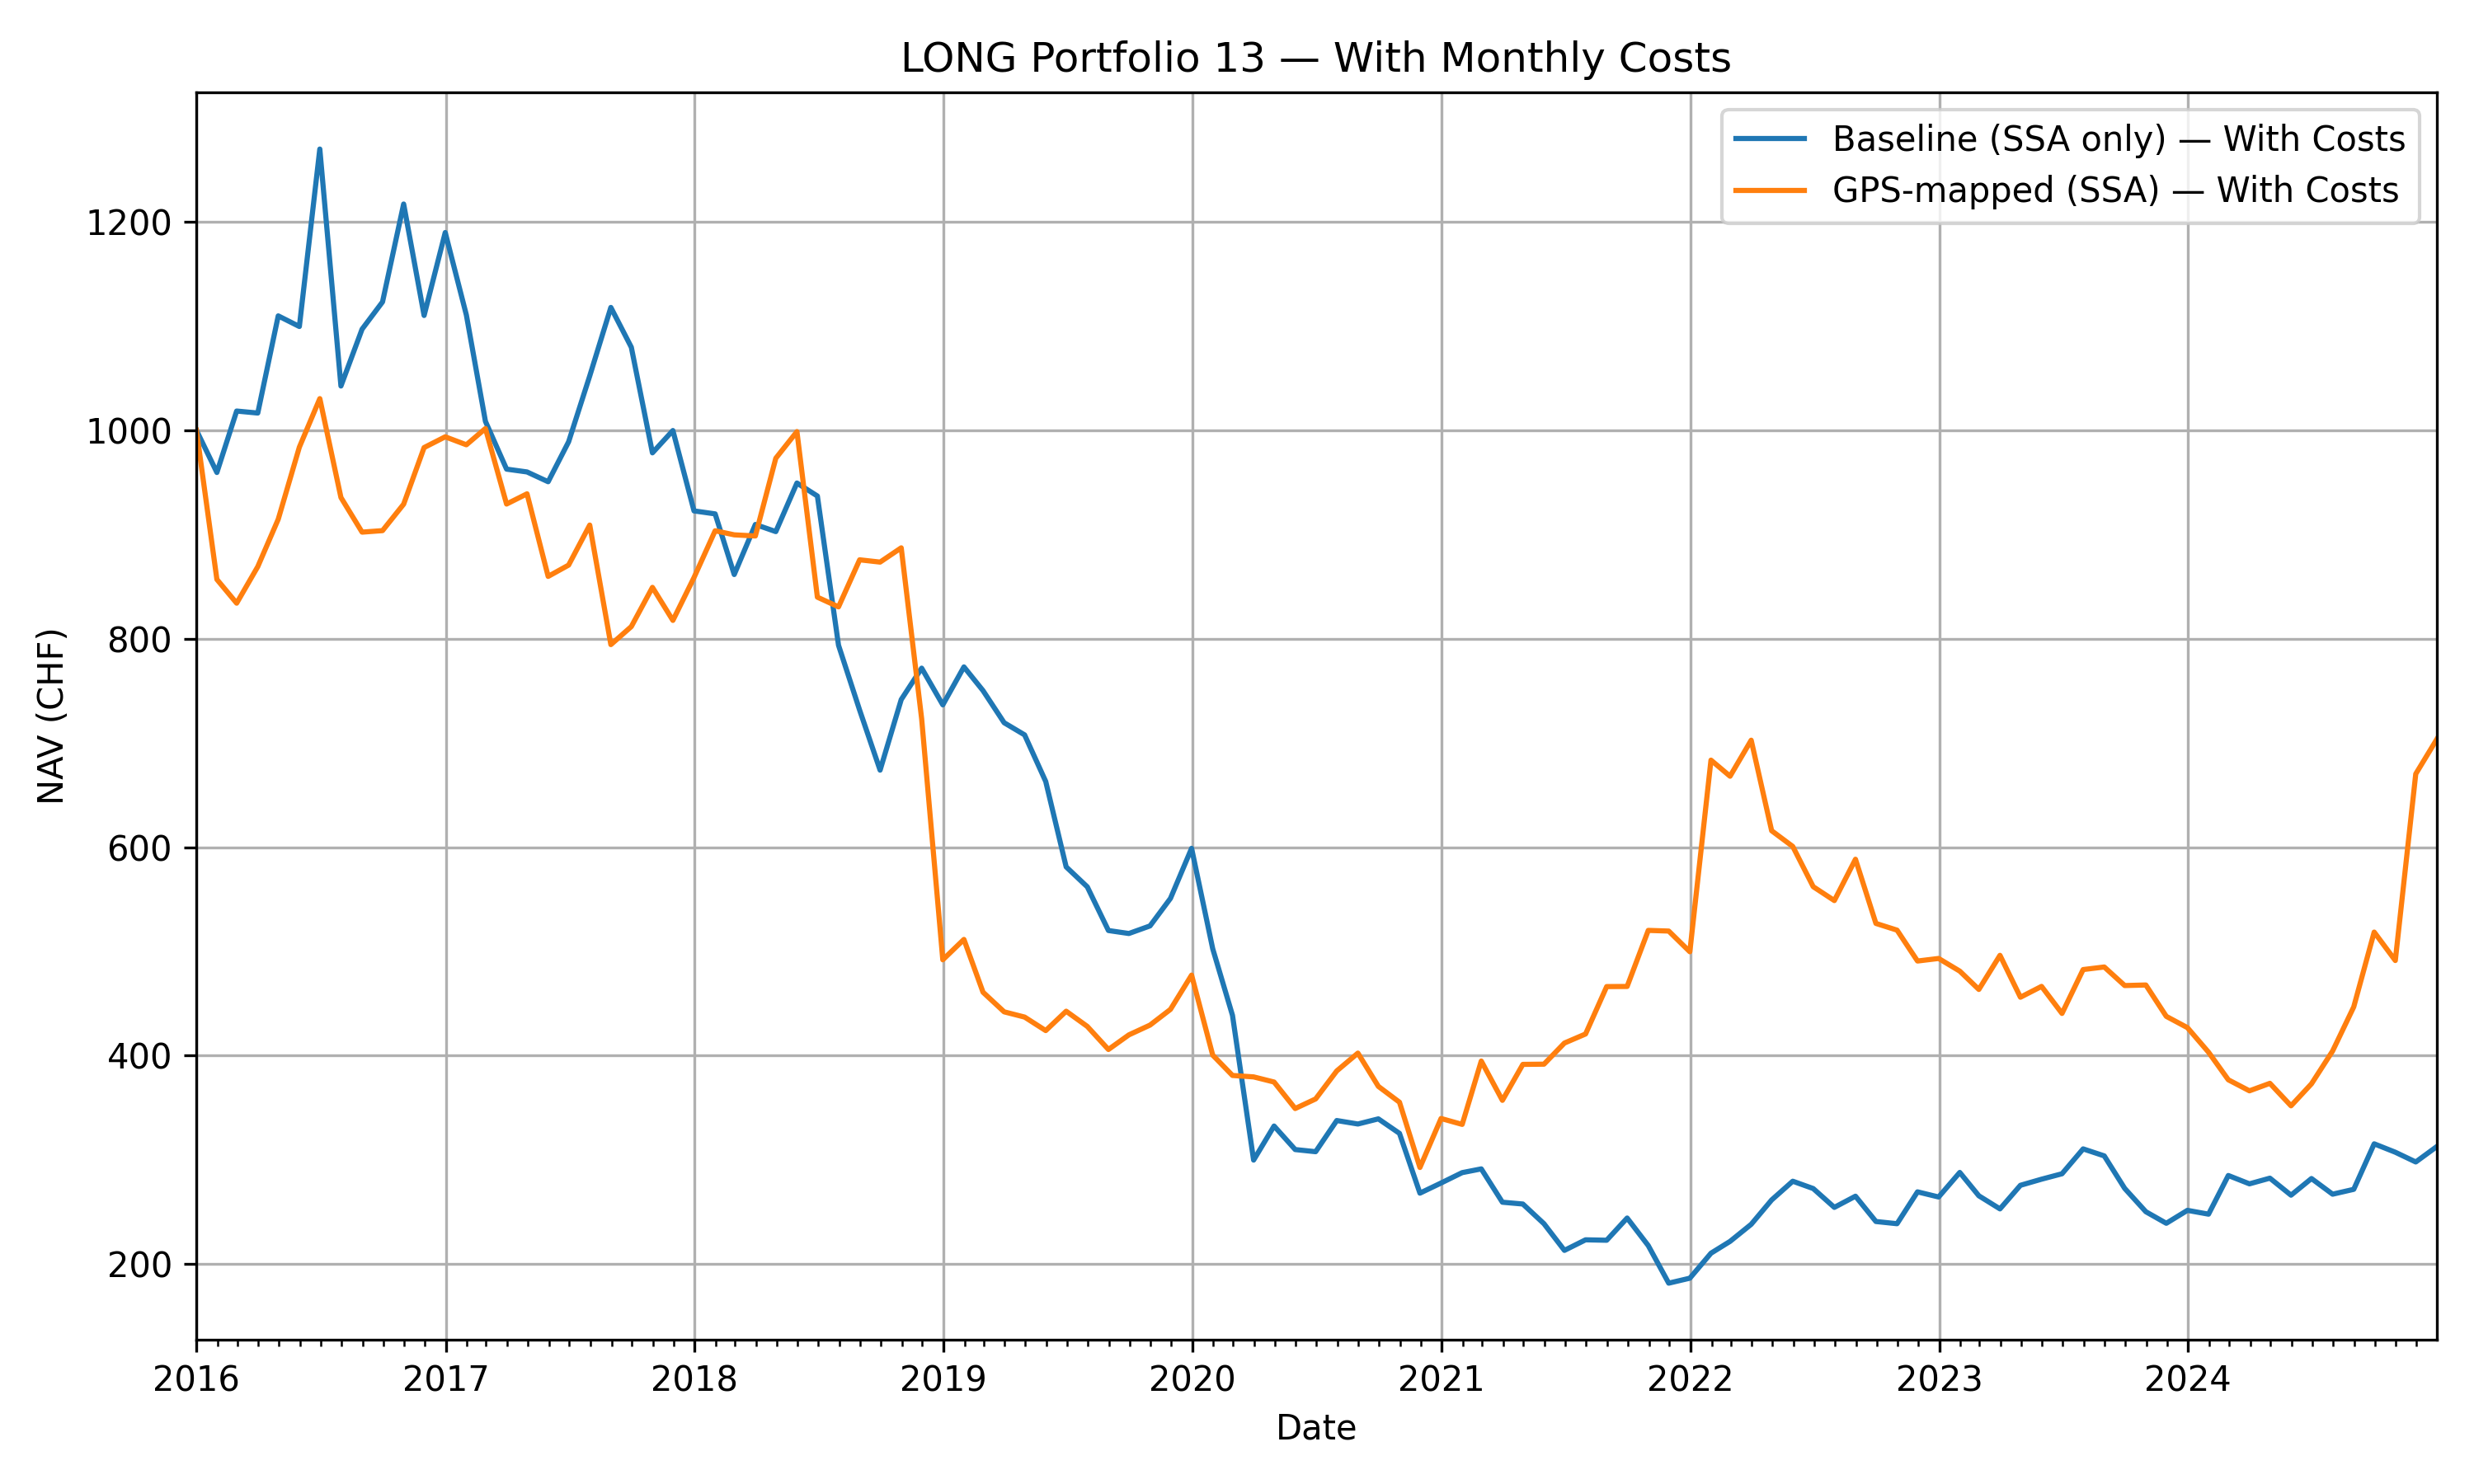 LONG Portfolio 13 — With Monthly Costs
Baseline (SSA only) — With Costs
GPS-mapped (SSA) — With Costs
NAV (CHF)
1200
1000
800
600
400
200
2016 2017 2018 2019 2020 2021 2022 2023 2024
Date